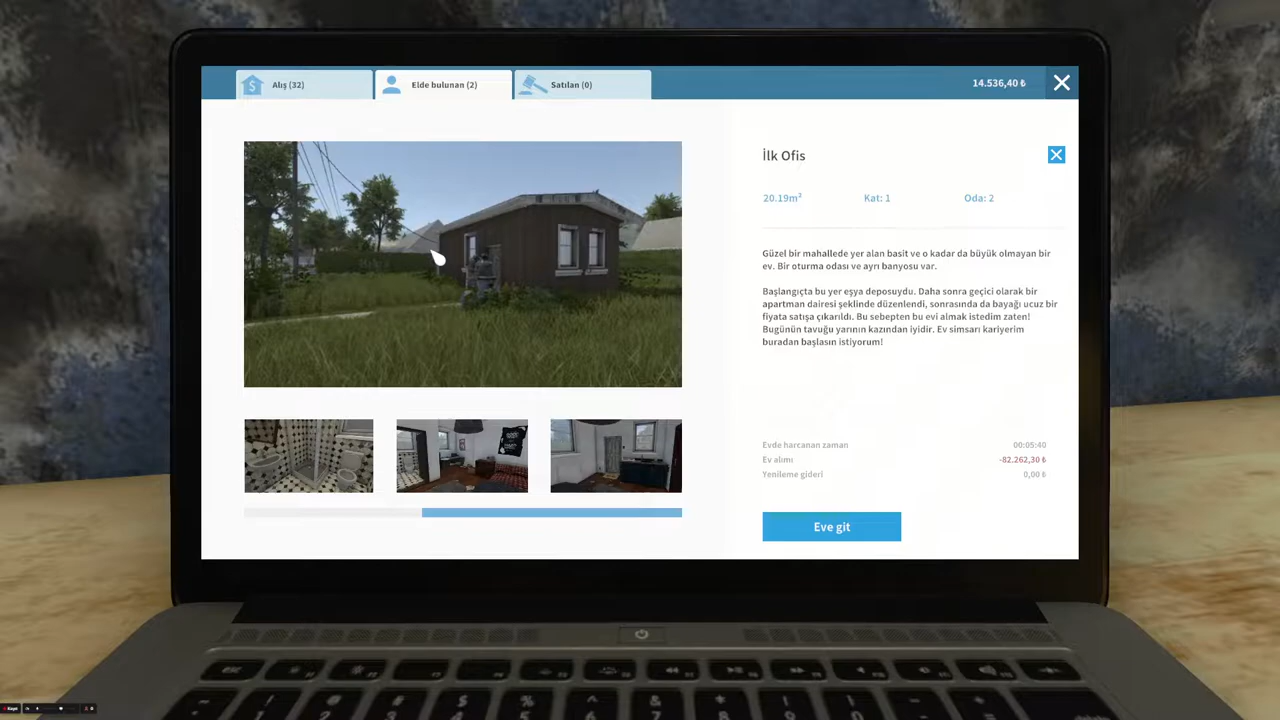 Alış (32)
Elde bulunan (2)
Satılan (0)
14.536,40 ₺
İlk Ofis
20.19m²
Kat: 1
Oda: 2
Güzel bir mahallede yer alan basit ve o kadar da büyük olmayan bir
ev. Bir oturma odası ve ayrı banyosu var.
Başlangıçta bu yer eşya deposuydu. Daha sonra geçici olarak bir
apartman dairesi şeklinde düzenlendi, sonrasında da bayağı ucuz bir
fiyata satışa çıkarıldı. Bu sebepten bu evi almak istedim zaten!
Bugünün tavuğu yarının kazından iyidir. Ev simsarı kariyerim
buradan başlasın istiyorum!
Evde harcanan zaman
00:05:40
Ev alımı
-82.262,30 ₺
Yenileme gideri
0,00 ₺
Eve git